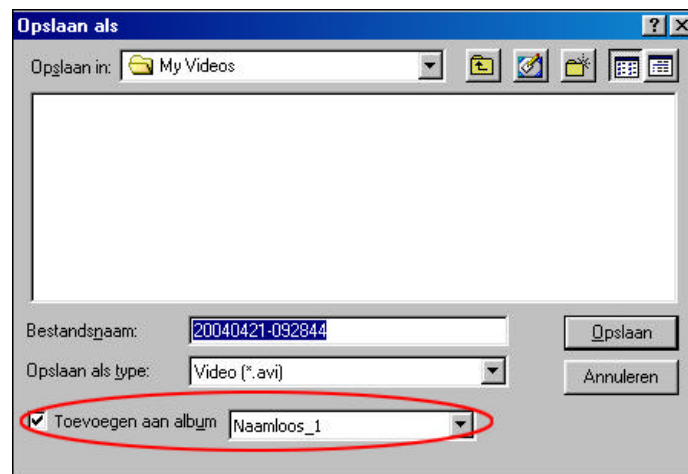 Opslaan als
Opslaan in: My Videos
Bestandsnaam: 20040421-092844 Opslaan
Opslaan als type: Video (*.avi) Annuleren
Toevoegen aan album Naamloos_1